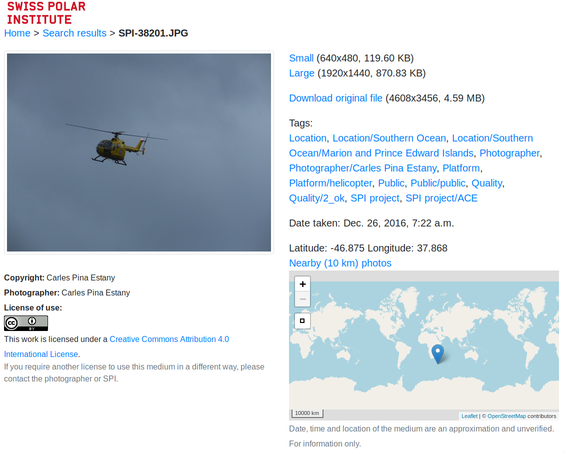 SWISS POLAR
INSTITUTE
Home > Search results > SPI-38201.JPG
Small (640x480, 119.60 KB)
Large (1920x1440, 870.83 KB)
Download original file (4608x3456, 4.59 MB)
Tags:
Location, Location/Southern Ocean, Location/Southern
Ocean/Marion and Prince Edward Islands, Photographer,
Photographer/Carles Pina Estany, Platform,
Platform/helicopter, Public, Public/public, Quality,
Quality/2_ok, SPI project, SPI project/ACE
Date taken: Dec. 26, 2016, 7:22 a.m.
Latitude: -46.875 Longitude: 37.868
Nearby (10 km) photos
+
−
10000 km
Leaflet | © OpenStreetMap contributors
Date, time and location of the medium are an approximation and unverified.
For information only.
Copyright: Carles Pina Estany
Photographer: Carles Pina Estany
License of use:
cc
BY
This work is licensed under a Creative Commons Attribution 4.0
International License.
If you require another license to use this medium in a different way, please
contact the photographer or SPI.